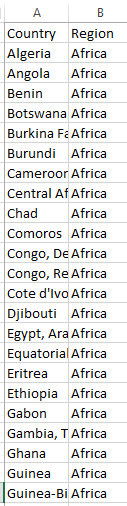 A B
Country Region
Algeria Africa
Angola Africa
Benin Africa
Botswana Africa
Burkina Fa Africa
Burundi Africa
Cameroon Africa
Central Af Africa
Chad Africa
Comoros Africa
Congo, De Africa
Congo, Re Africa
Cote d'Ivo Africa
Djibouti Africa
Egypt, Ara Africa
Equatorial Africa
Eritrea Africa
Ethiopia Africa
Gabon Africa
Gambia, T Africa
Ghana Africa
Guinea Africa
Guinea-Bi Africa